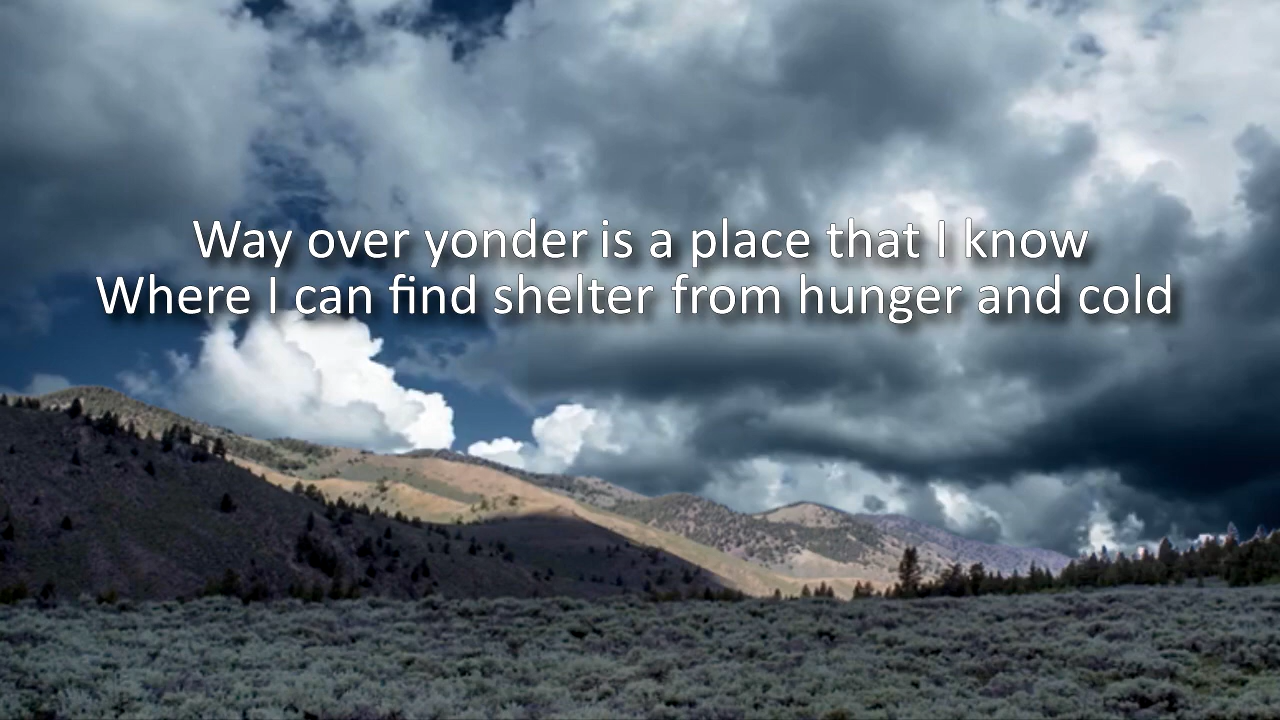 Way over yonder is a place that I know
Where I can find shelter from hunger and cold